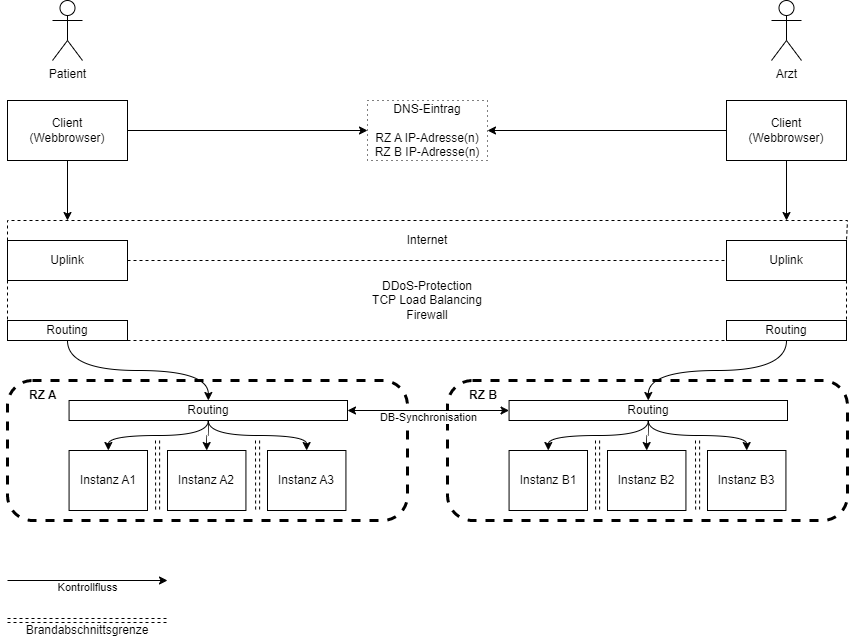 Patient
Arzt
Client
(Webbrowser)
DNS-Eintrag
RZ A IP-Adresse(n)
RZ B IP-Adresse(n)
Client
(Webbrowser)
Internet
Uplink
Uplink
DDoS-Protection
TCP Load Balancing
Firewall
Routing
Routing
RZ A
RZ B
Routing
DB-Synchronisation
Routing
Instanz A1
Instanz A2
Instanz A3
Instanz B1
Instanz B2
Instanz B3
Kontrollfluss
Brandabschnittsgrenze